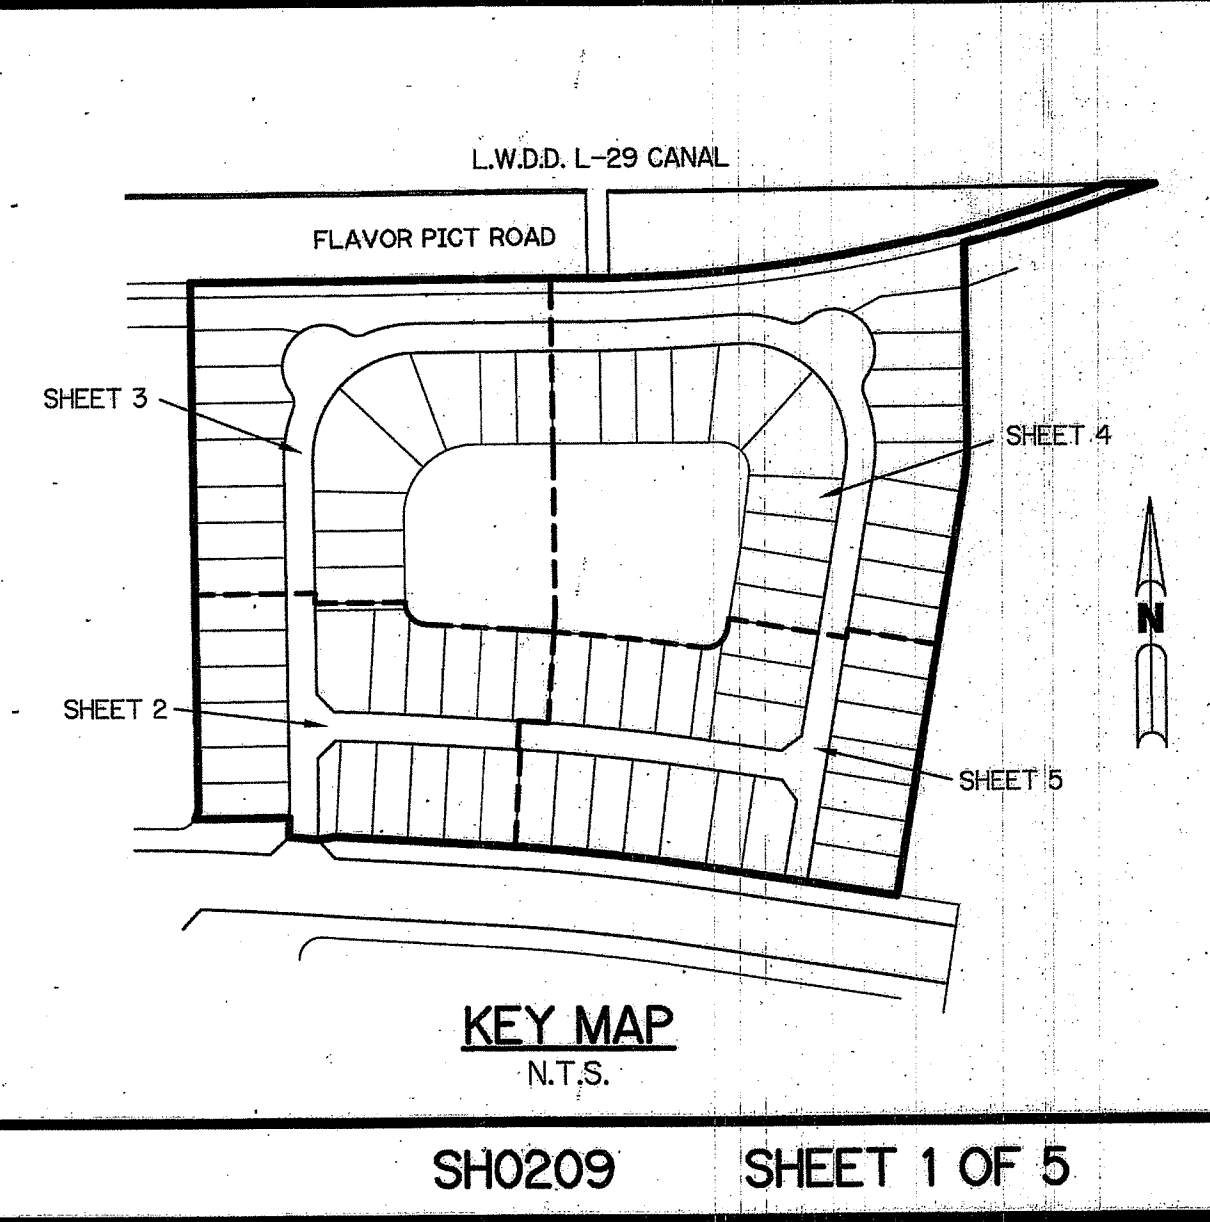 L.W.D.D. L-29 CANAL
FLAVOR PICT ROAD
SHEET 3
SHEET 4
N
SHEET 2
SHEET 5
KEY MAP
N.T.S.
SH0209 SHEET 1 OF 5